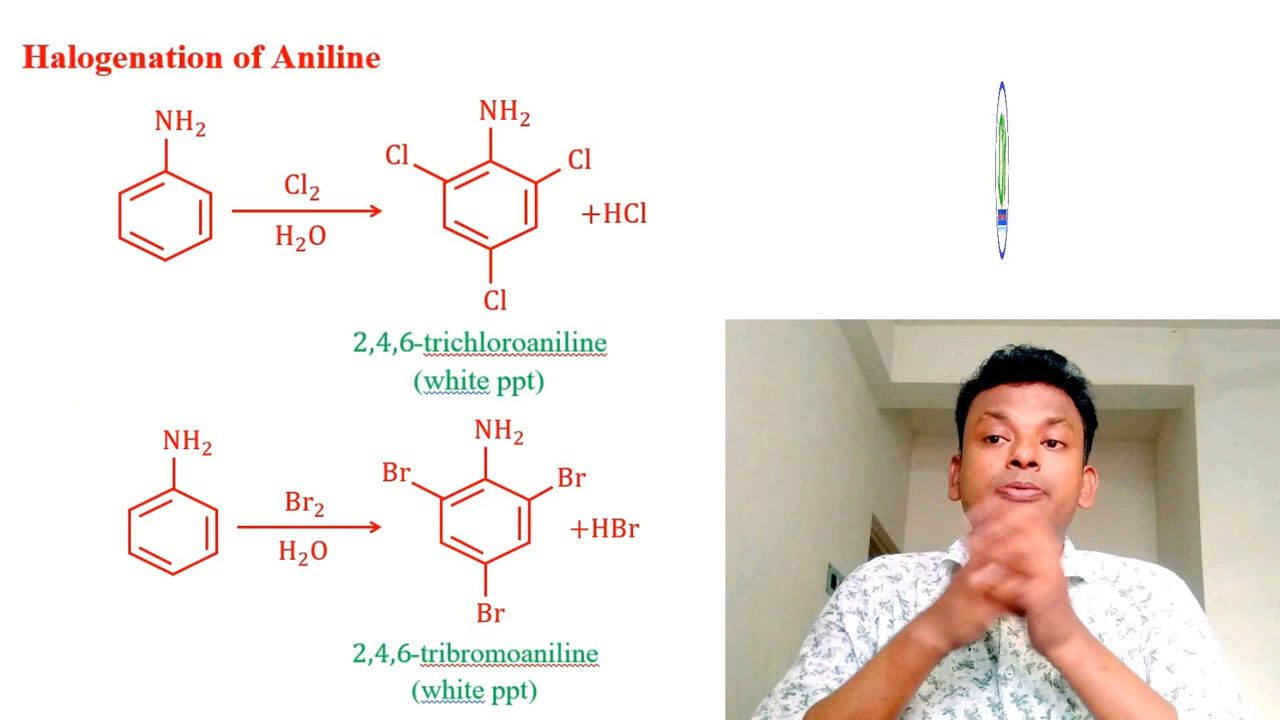 Halogenation of Aniline
NH₂
Cl₂
H₂O
NH₂
Cl
Cl
Cl
+HCl
2,4,6-trichloroaniline
(white ppt)
NH₂
Br₂
H₂O
NH₂
Br
Br
Br
+HBr
2,4,6-tribromoaniline
(white ppt)